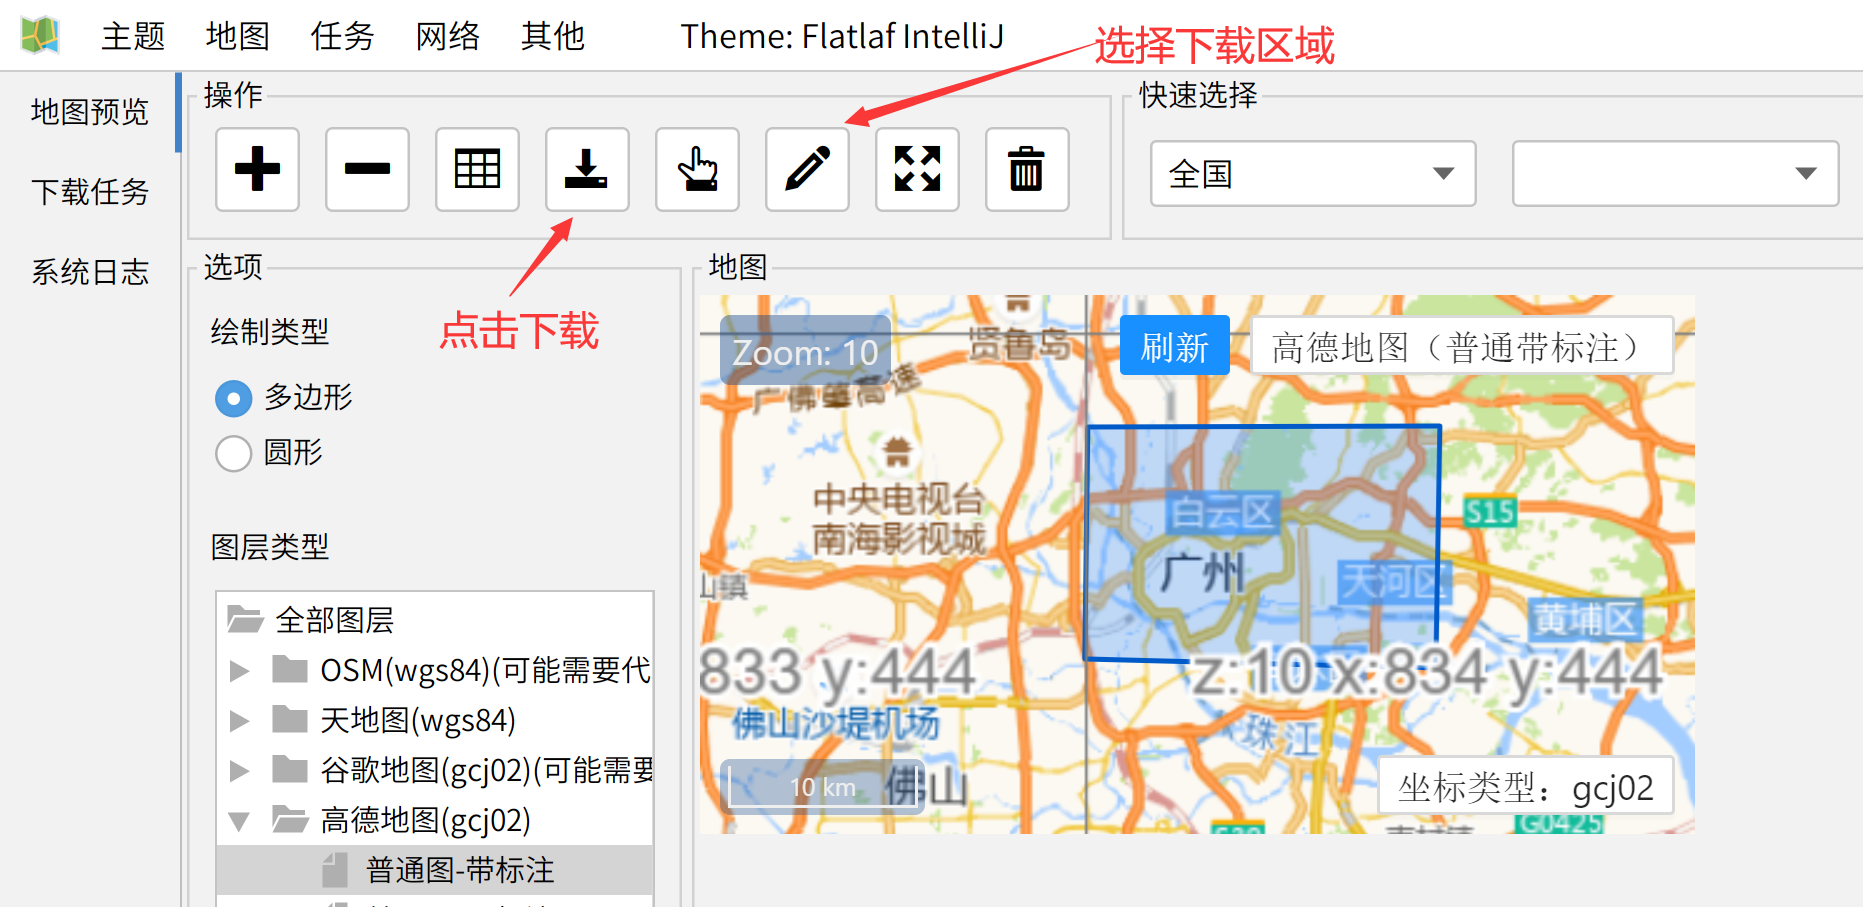 主题 地图 任务 网络 其他 Theme: Flatlaf IntelliJ
选择下载区域
地图预览
下载任务
系统日志
操作
快速选择
全国
点击下载
选项
绘制类型
多边形
圆形
图层类型
全部图层
OSM(wgs84)(可能需要代
天地图(wgs84)
谷歌地图(gcj02)(可能需要
高德地图(gcj02)
普通图-带标注
地图
Zoom: 10
贤鲁岛
刷新
高德地图（普通带标注）
高速
中央电视台
南海影视城
山镇
白云区
S15
广州
天河区
黄埔区
833 y:444
z:10 x:834 y:444
佛山沙堤机场
珠江
10 km
佛山
坐标类型：gcj02
G0425